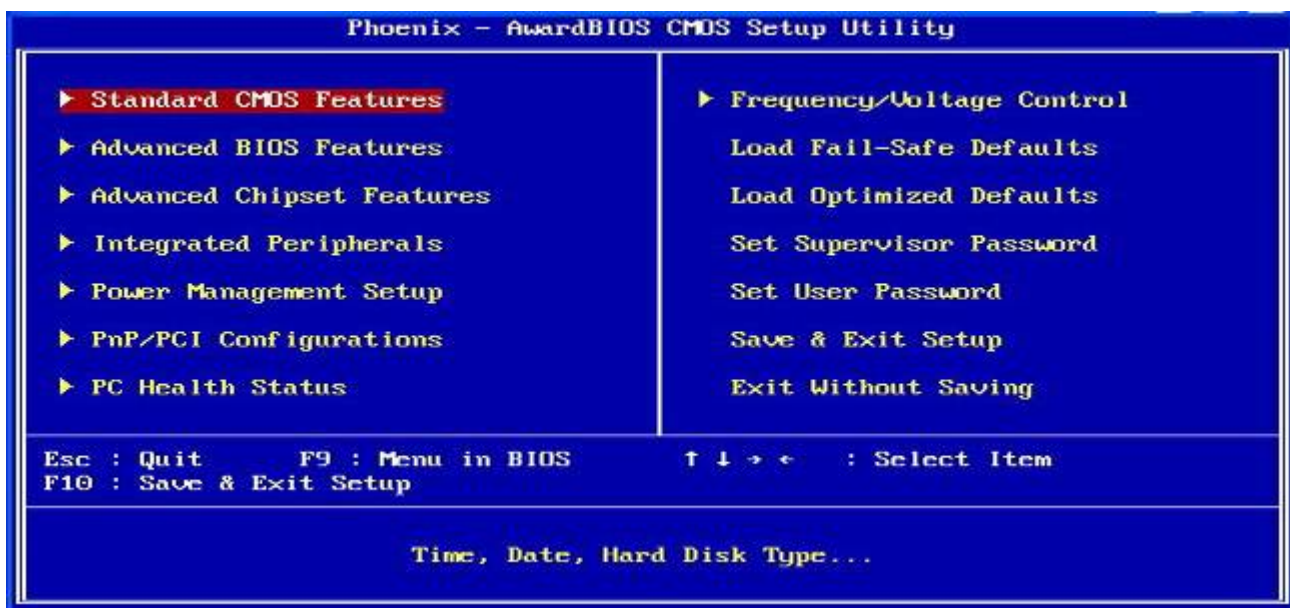 Phoenix - AwardBIOS CMOS Setup Utility
▶ Standard CMOS Features
▶ Advanced BIOS Features
▶ Advanced Chipset Features
▶ Integrated Peripherals
▶ Power Management Setup
▶ PnP/PCI Configurations
▶ PC Health Status
▶ Frequency/Voltage Control
Load Fail-Safe Defaults
Load Optimized Defaults
Set Supervisor Password
Set User Password
Save & Exit Setup
Exit Without Saving
Esc : Quit F9 : Menu in BIOS ↑ ↓ → ← : Select Item
F10 : Save & Exit Setup
Time, Date, Hard Disk Type...